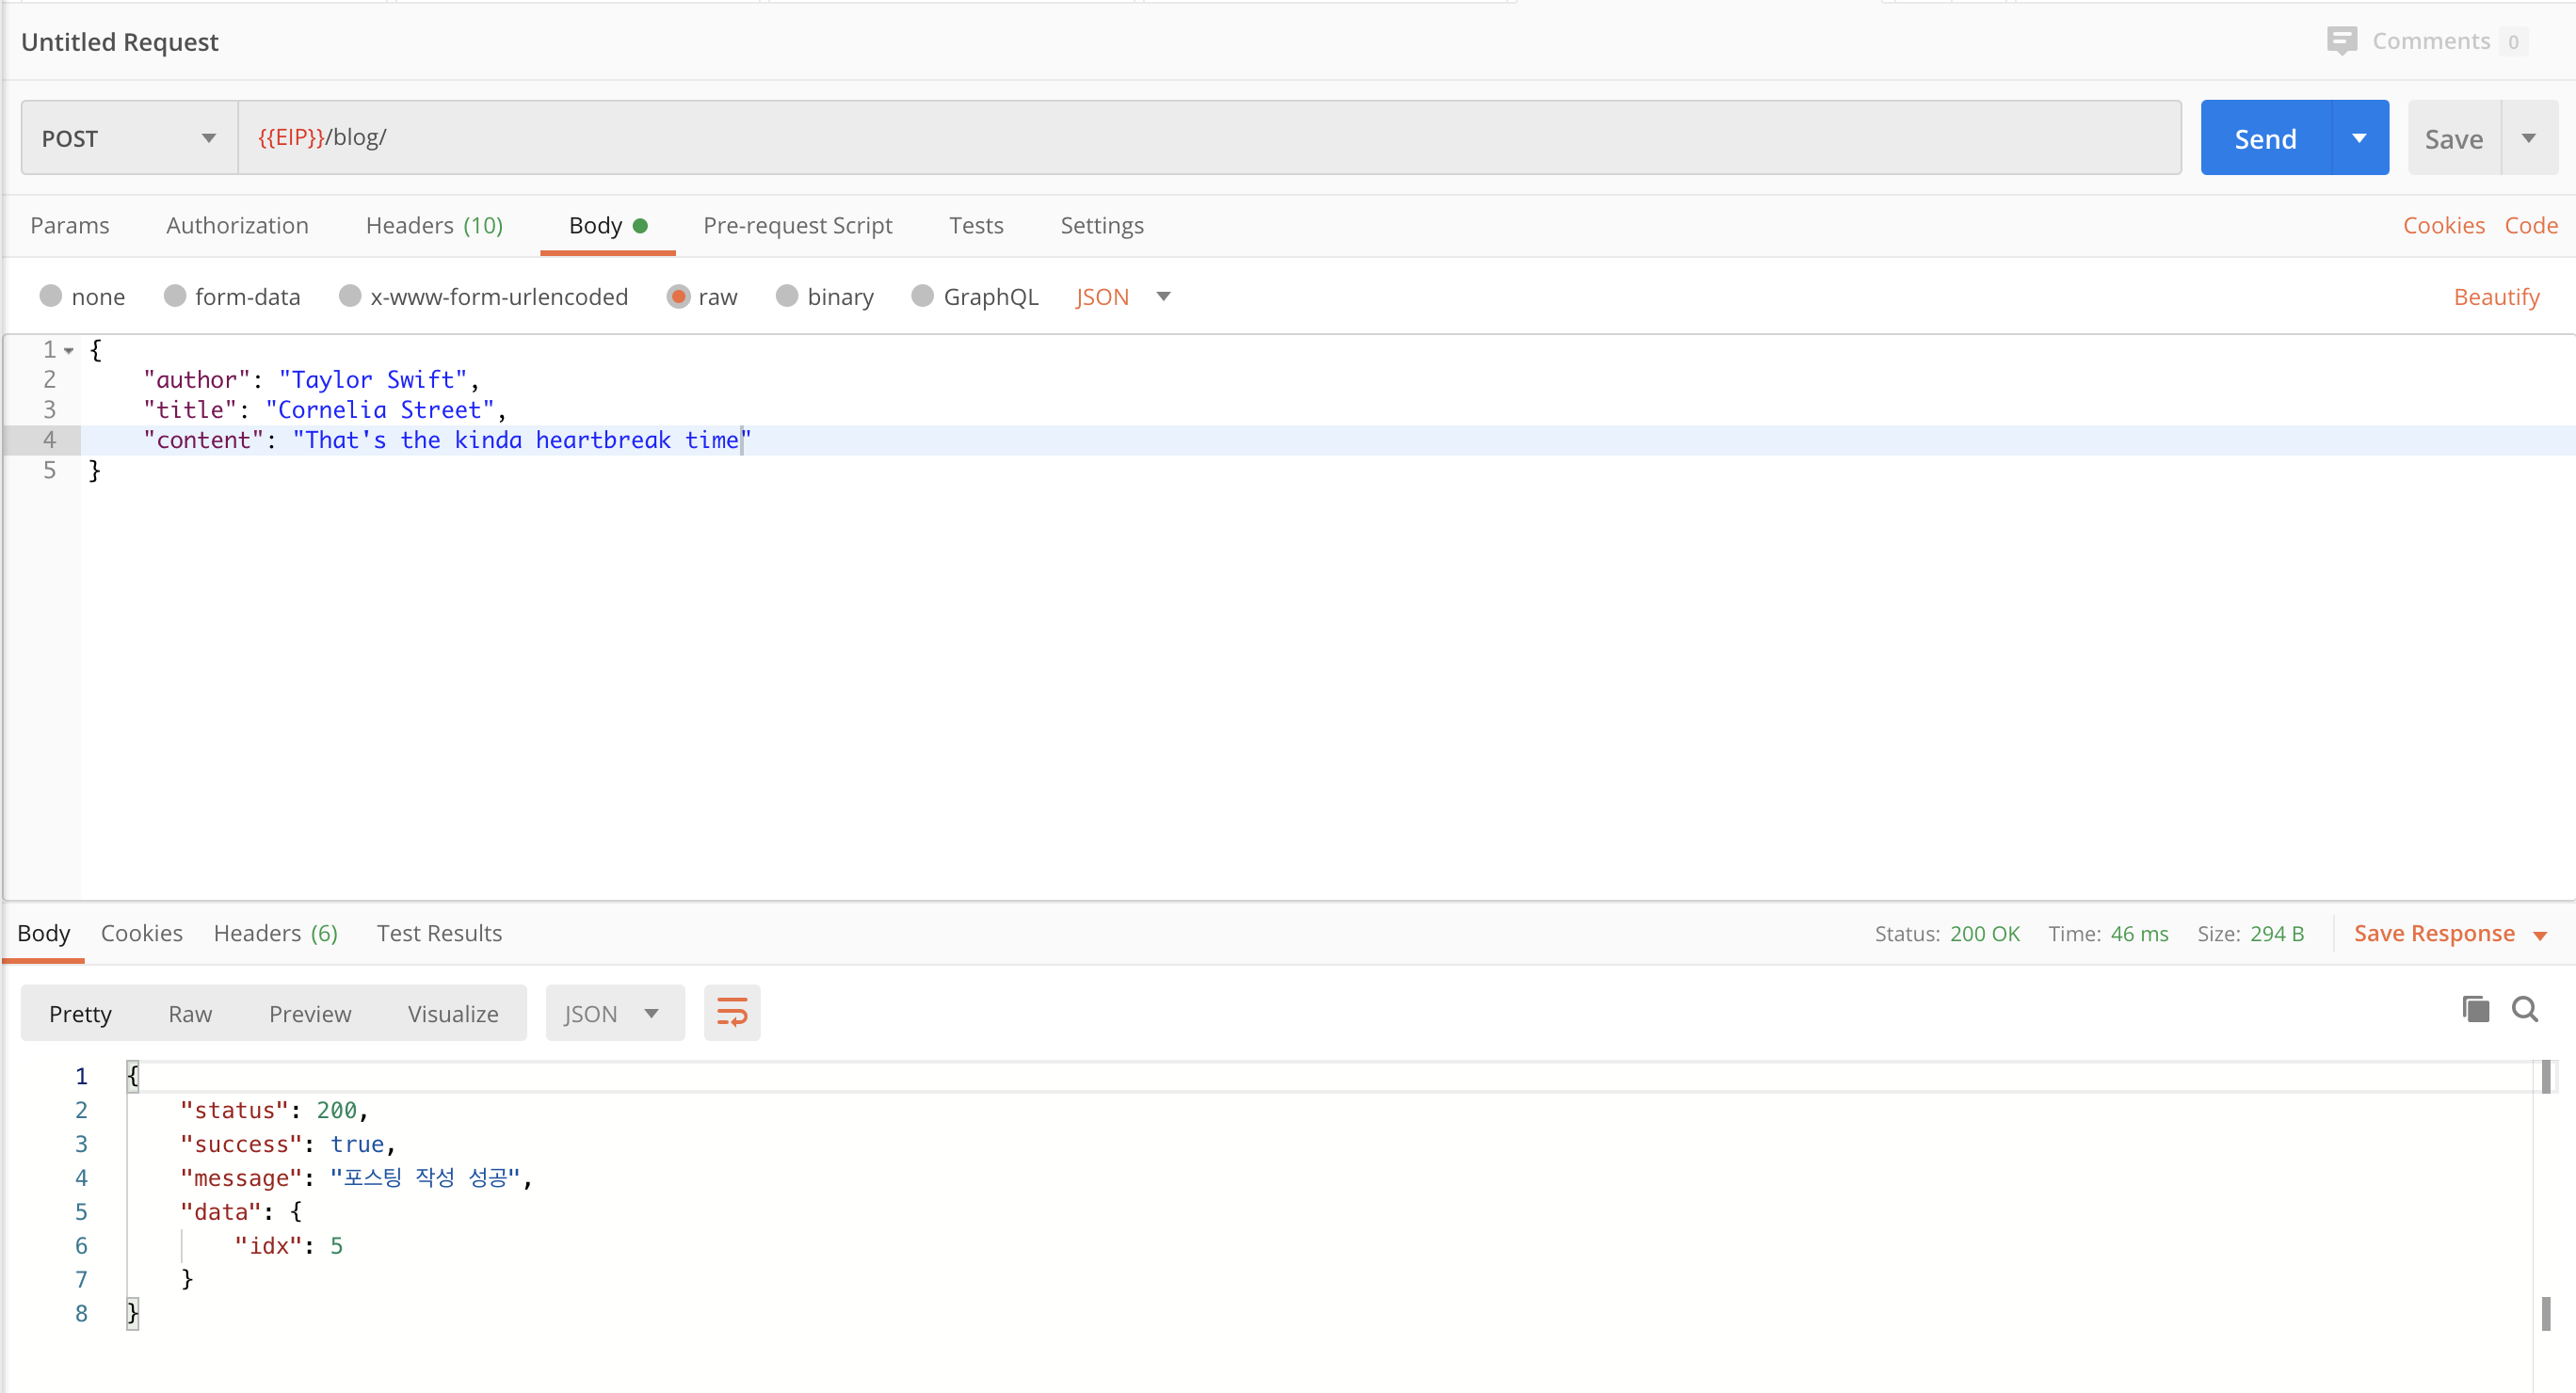 Untitled Request
Comments 0
POST {{EIP}}/blog/ Send Save
Params Authorization Headers (10) Body Pre-request Script Tests Settings Cookies Code
none form-data x-www-form-urlencoded raw binary GraphQL JSON Beautify
1 {
2 "author": "Taylor Swift",
3 "title": "Cornelia Street",
4 "content": "That's the kinda heartbreak time"
5 }
Body Cookies Headers (6) Test Results Status: 200 OK Time: 46 ms Size: 294 B Save Response
Pretty Raw Preview Visualize JSON
1 {
2 "status": 200,
3 "success": true,
4 "message": "포스팅 작성 성공",
5 "data": {
6 "idx": 5
7 }
8 }